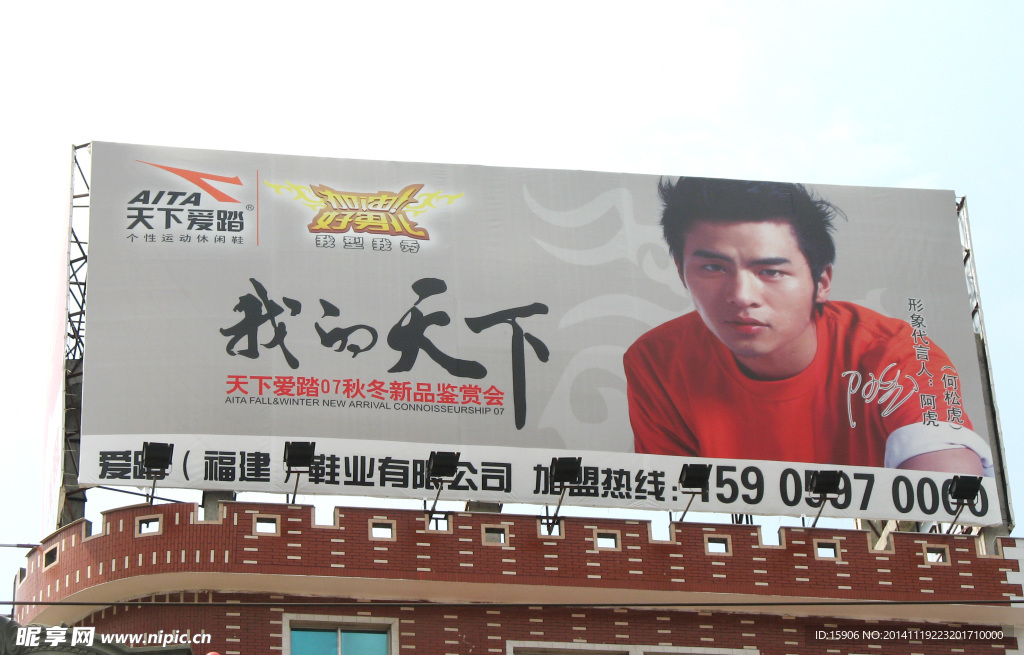 AITA
天下爱踏®
个性运动休闲鞋
加油!
好男儿
我型我秀
我的天下
天下爱踏07秋冬新品鉴赏会
AITA FALL&WINTER NEW ARRIVAL CONNOISSEURSHIP 07
形象代言人：阿虎
（何松虎）
爱踏（福建）鞋业有限公司 加盟热线：159 0597 0000
昵享网 www.nipic.cn
ID:15906 NO:20141119223201710000